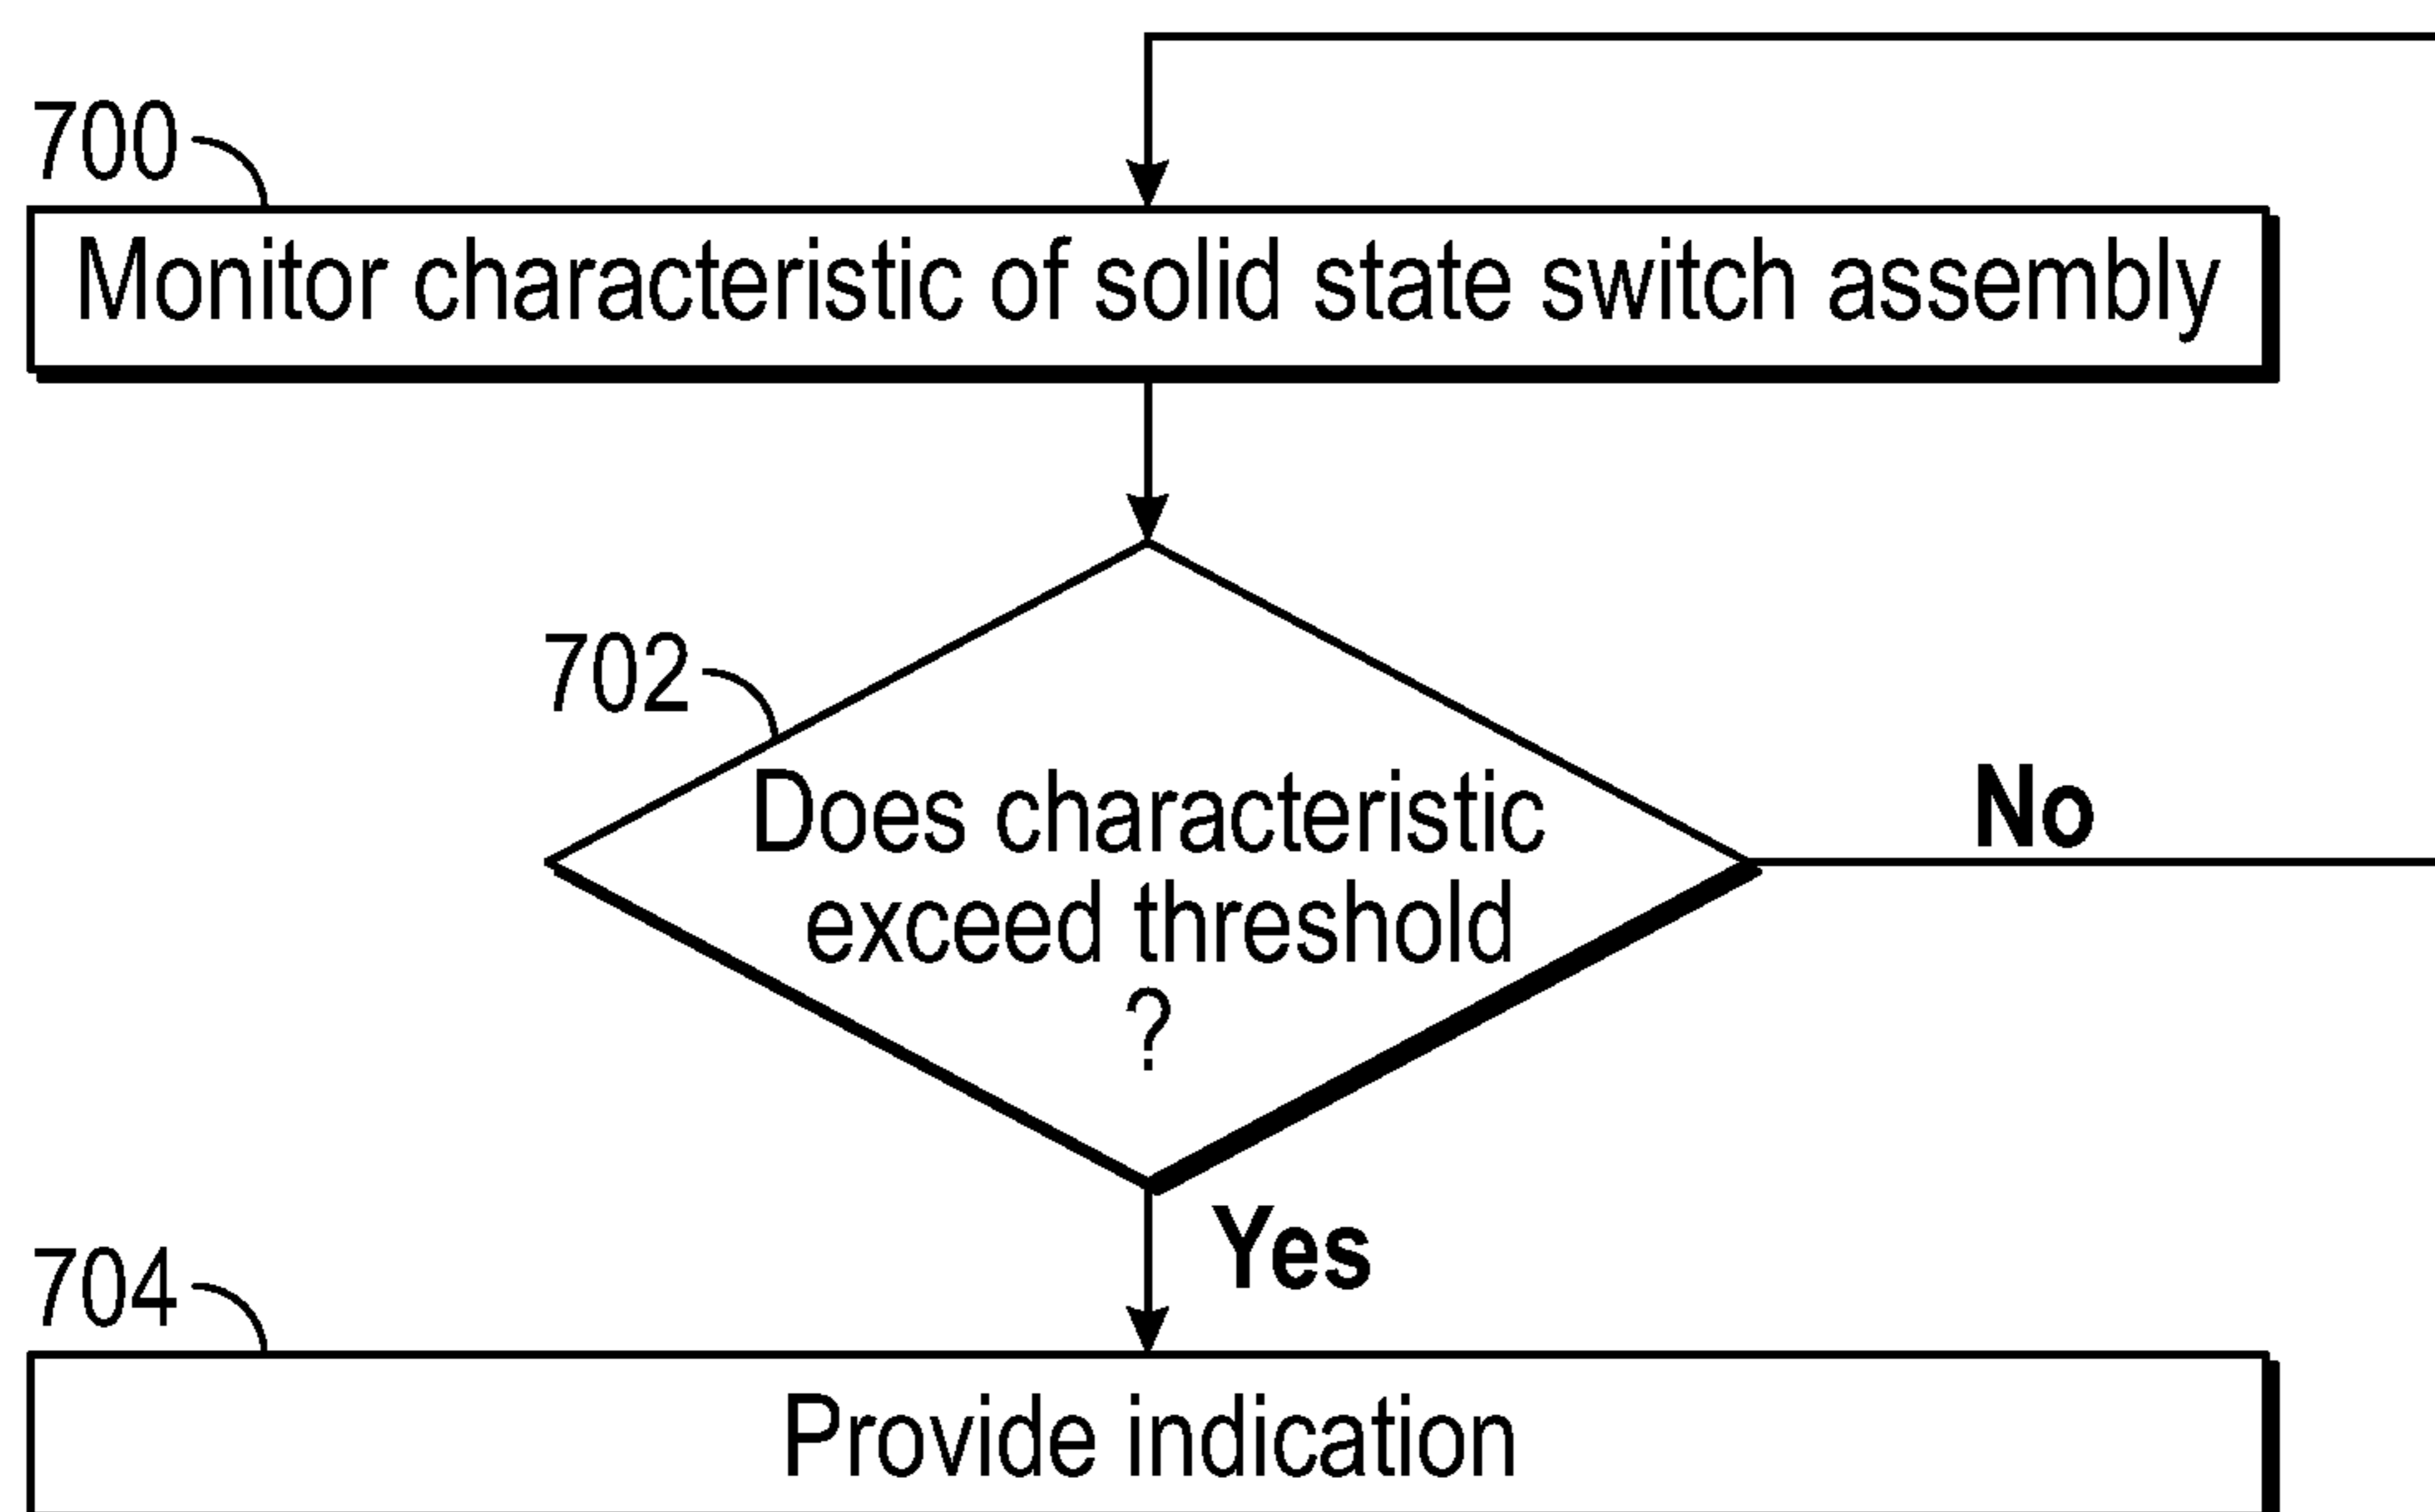 700
Monitor characteristic of solid state switch assembly
702
Does characteristic
exceed threshold
?
No
Yes
704
Provide indication